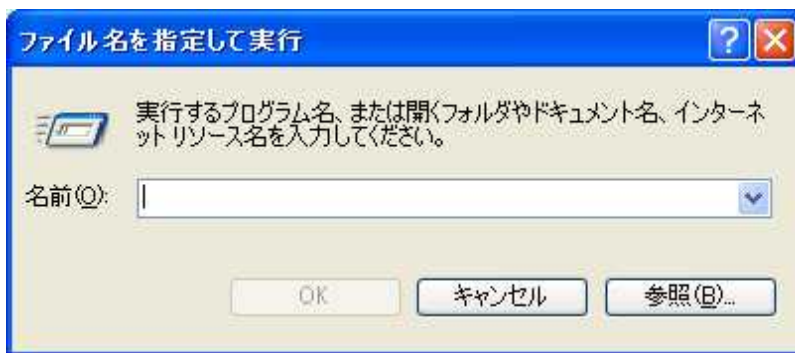 ファイル名を指定して実行
実行するプログラム名、または開くフォルダやドキュメント名、インターネ
ット リソース名を入力してください。
名前(O):
OK キャンセル 参照(B)...